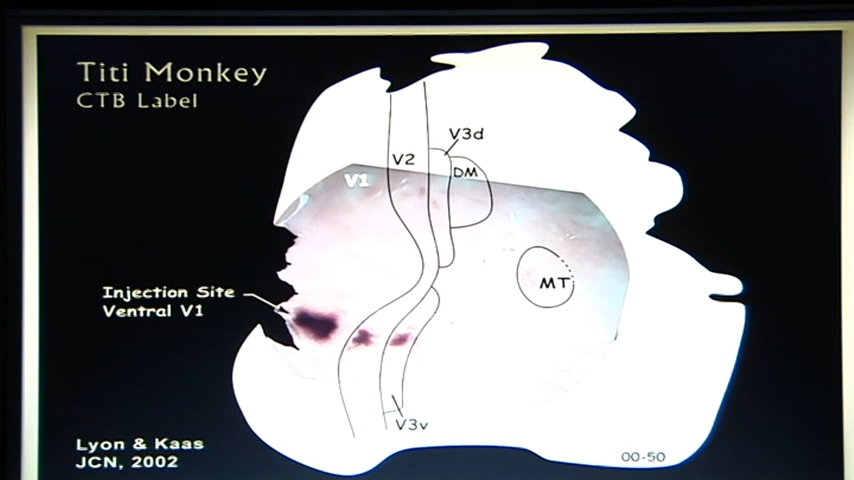 Titi Monkey
CTB Label
V3d
V2
DM
V1
MT
Injection Site
Ventral V1
V3v
Lyon & Kaas
JCN, 2002
00-50